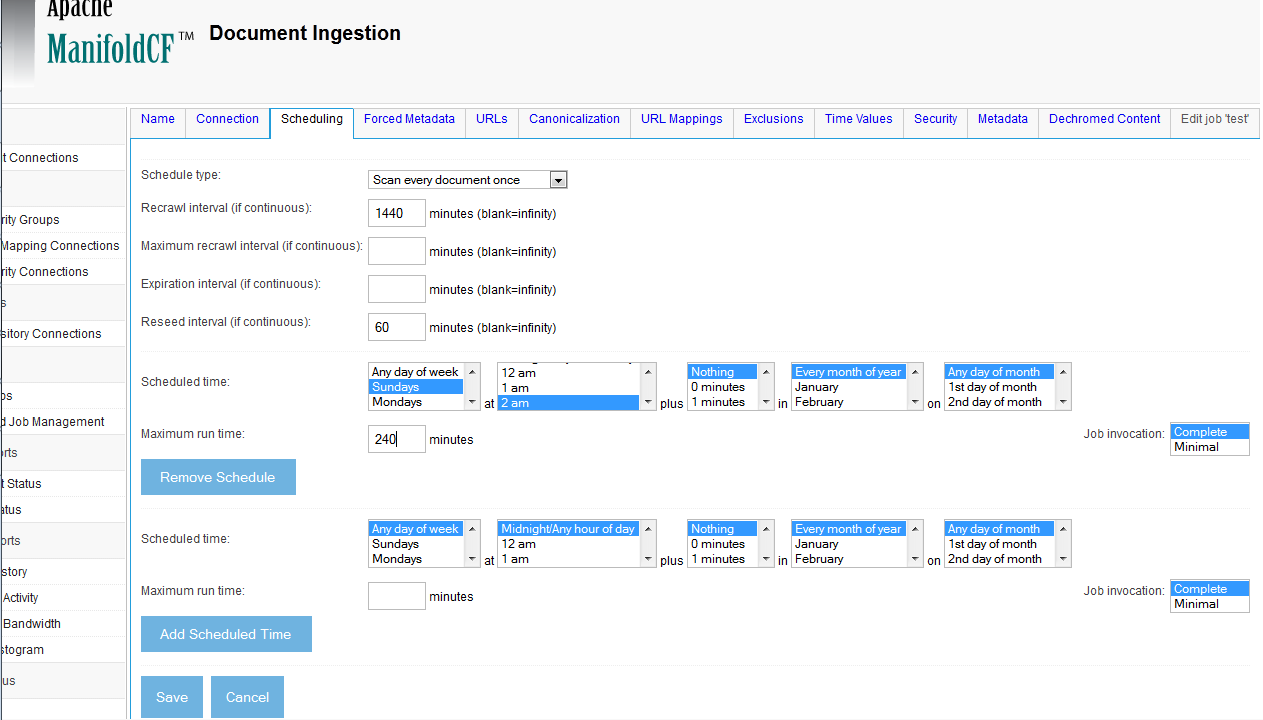 Apache
ManifoldCF™ Document Ingestion
Name Connection Scheduling Forced Metadata URLs Canonicalization URL Mappings Exclusions Time Values Security Metadata Dechromed Content Edit job 'test'
t Connections
s
rity Groups
Mapping Connections
rity Connections
s
sitory Connections
bs
d Job Management
orts
t Status
atus
orts
story
Activity
Bandwidth
stogram
us
Schedule type: Scan every document once
Recrawl interval (if continuous): 1440 minutes (blank=infinity)
Maximum recrawl interval (if continuous): minutes (blank=infinity)
Expiration interval (if continuous): minutes (blank=infinity)
Reseed interval (if continuous): 60 minutes (blank=infinity)
Any day of week 12 am Nothing Every month of year Any day of month
Scheduled time: Sundays 1 am 0 minutes January 1st day of month
Mondays at 2 am plus 1 minutes in February on 2nd day of month
Maximum run time: 240 minutes Job invocation: Complete
Minimal
Remove Schedule
Any day of week Midnight/Any hour of day Nothing Every month of year Any day of month
Scheduled time: Sundays 12 am 0 minutes January 1st day of month
Mondays at 1 am plus 1 minutes in February on 2nd day of month
Maximum run time: minutes Job invocation: Complete
Minimal
Add Scheduled Time
Save Cancel